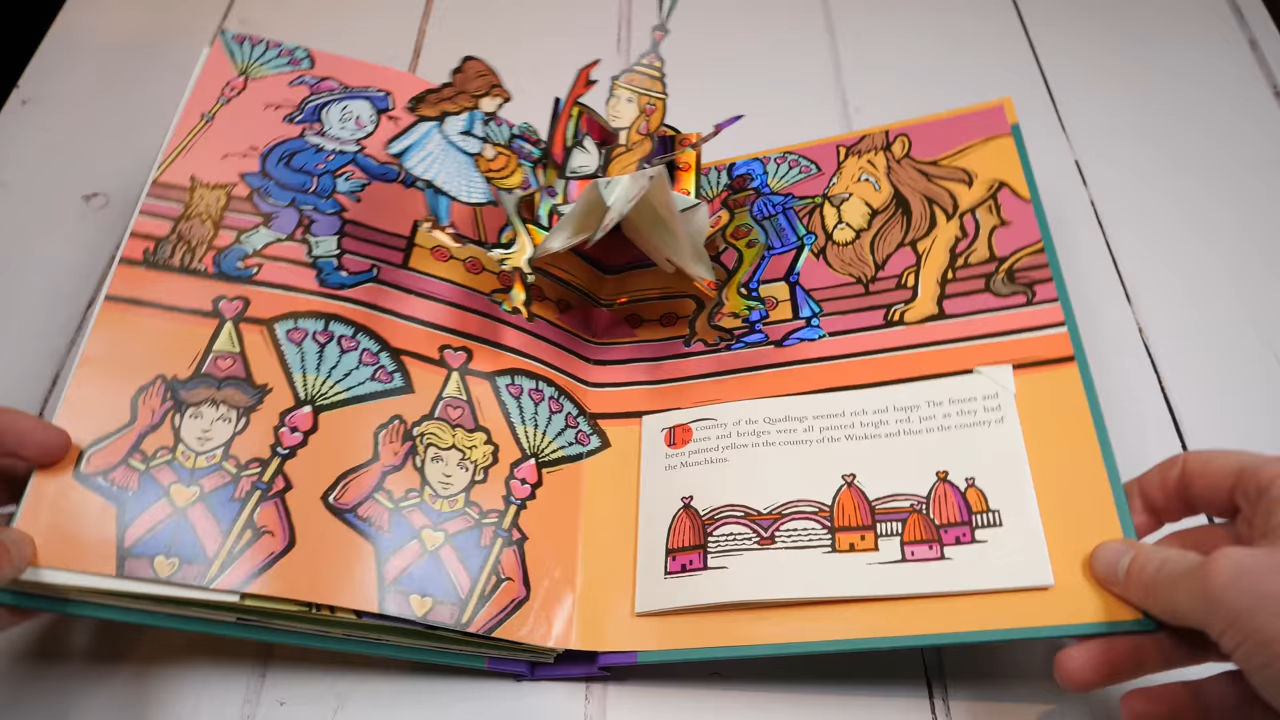 The country of the Quadlings seemed rich and happy. The fences and
houses and bridges were all painted bright red, just as they had
been painted yellow in the country of the Winkies and blue in the country of
the Munchkins.